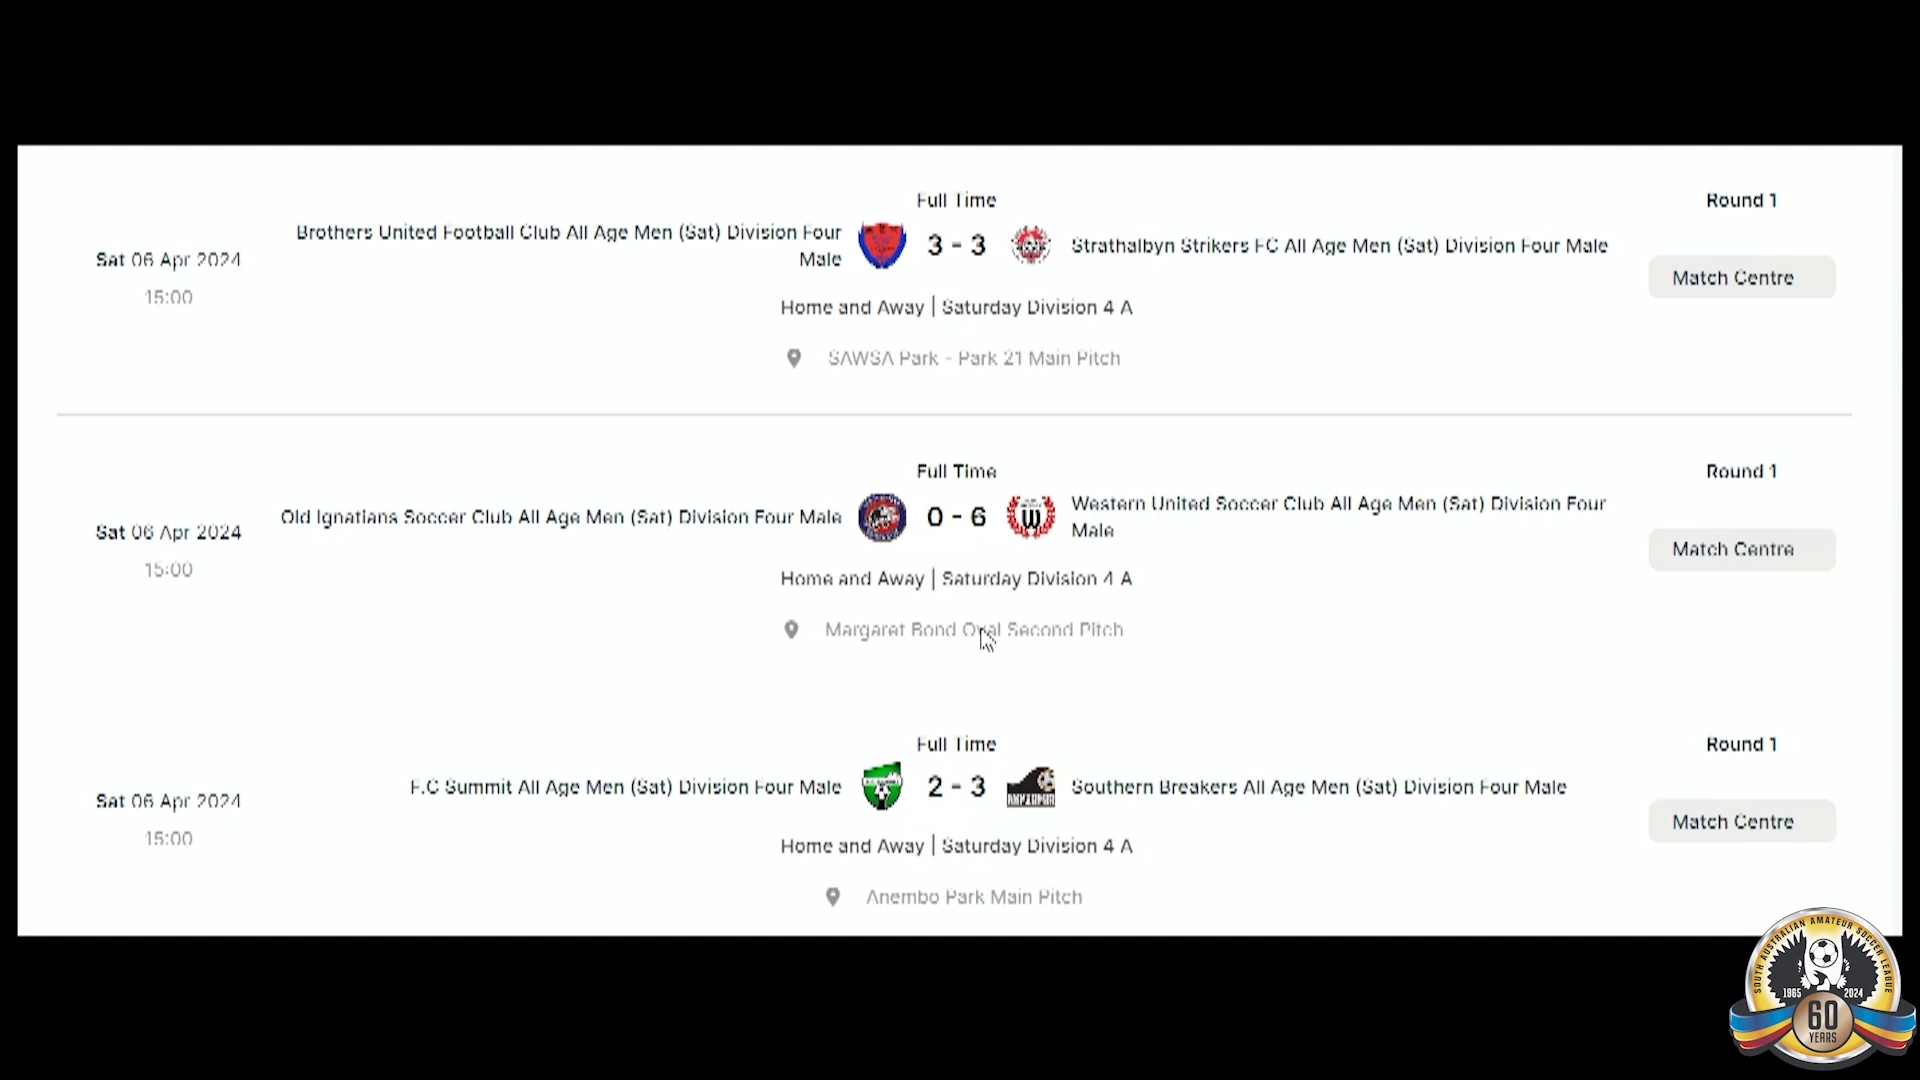 Full Time
Round 1
Brothers United Football Club All Age Men (Sat) Division Four
Male
3 - 3
Strathalbyn Strikers FC All Age Men (Sat) Division Four Male
Sat 06 Apr 2024
15:00
Match Centre
Home and Away | Saturday Division 4 A
SAWSA Park - Park 21 Main Pitch
Full Time
Round 1
Old Ignatians Soccer Club All Age Men (Sat) Division Four Male
0 - 6
W
Western United Soccer Club All Age Men (Sat) Division Four
Male
Sat 06 Apr 2024
15:00
Match Centre
Home and Away | Saturday Division 4 A
Margaret Bond Oval Second Pitch
Full Time
Round 1
F.C Summit All Age Men (Sat) Division Four Male
2 - 3
Southern Breakers All Age Men (Sat) Division Four Male
Sat 06 Apr 2024
15:00
Match Centre
Home and Away | Saturday Division 4 A
Anembo Park Main Pitch
SOUTH AUSTRALIAN AMATEUR SOCCER LEAGUE
1965 2024
60
YEARS